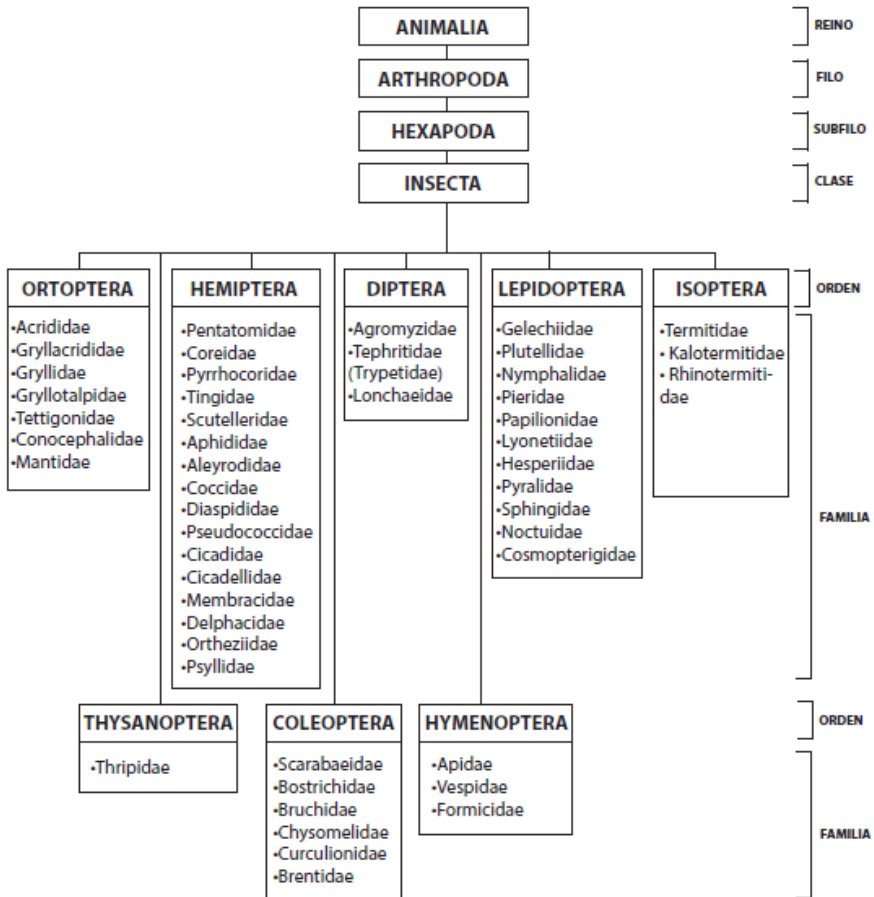 ANIMALIA
REINO
ARTHROPODA
FILO
HEXAPODA
SUBFILO
INSECTA
CLASE
ORTOPTERA
•Acrididae
•Gryllacrididae
•Gryllidae
•Gryllotalpidae
•Tettigonidae
•Conocephalidae
•Mantidae
HEMIPTERA
•Pentatomidae
•Coreidae
•Pyrrhocoridae
•Tingidae
•Scutelleridae
•Aphididae
•Aleyrodidae
•Coccidae
•Diaspididae
•Pseudococcidae
•Cicadidae
•Cicadellidae
•Membracidae
•Delphacidae
•Ortheziidae
•Psyllidae
DIPTERA
•Agromyzidae
•Tephritidae
(Trypetidae)
•Lonchaeidae
LEPIDOPTERA
•Gelechiidae
•Plutellidae
•Nymphalidae
•Pieridae
•Papilionidae
•Lyonetiidae
•Hesperiidae
•Pyralidae
•Sphingidae
•Noctuidae
•Cosmopterigidae
ISOPTERA
•Termitidae
• Kalotermitidae
• Rhinotermiti-
dae
ORDEN
FAMILIA
THYSANOPTERA
•Thripidae
COLEOPTERA
•Scarabaeidae
•Bostrichidae
•Bruchidae
•Chysomelidae
•Curculionidae
•Brentidae
HYMENOPTERA
•Apidae
•Vespidae
•Formicidae
ORDEN
FAMILIA